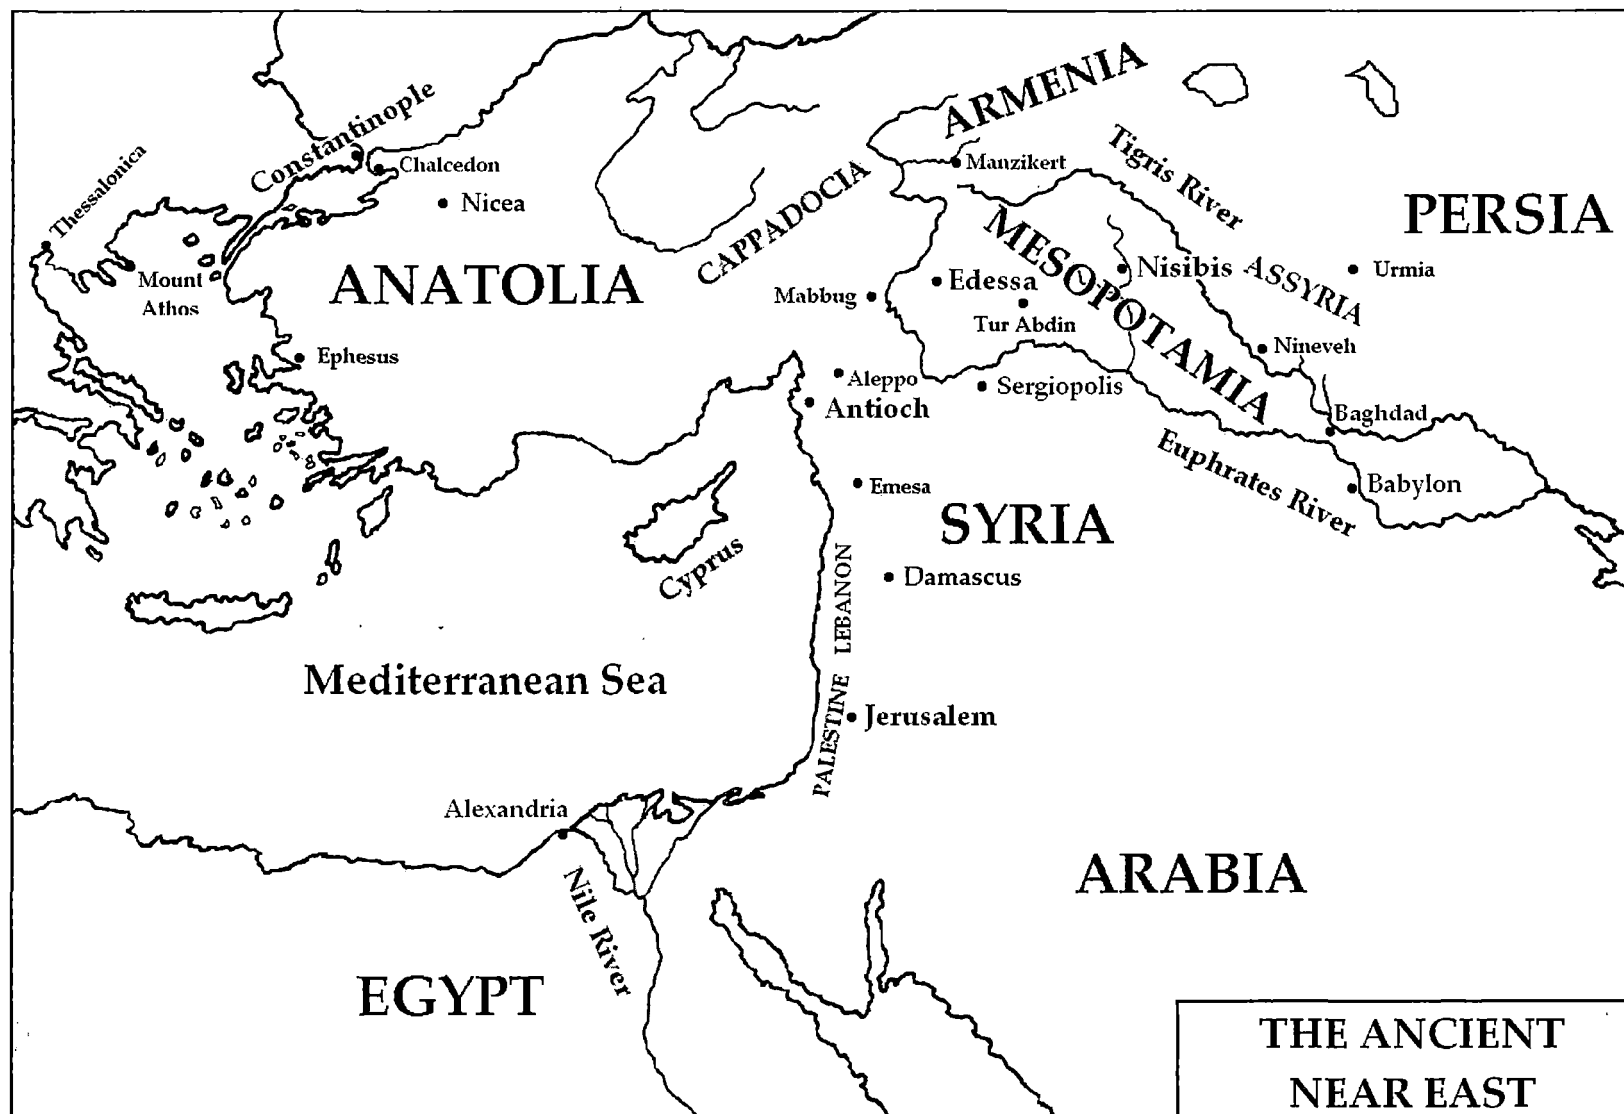 ARMENIA
Constantinople
Thessalonica
Chalcedon
Manzikert
Tigris River
Nicea
CAPPADOCIA
PERSIA
MESOPOTAMIA
Mount
Athos
ANATOLIA
Edessa
Nisibis
ASSYRIA
Urmia
Mabbug
Tur Abdin
Ephesus
Nineveh
Aleppo
Sergiopolis
Antioch
Baghdad
Euphrates River
Emesa
Babylon
SYRIA
Cyprus
LEBANON
Damascus
Mediterranean Sea
PALESTINE
Jerusalem
Alexandria
Nile River
ARABIA
EGYPT
THE ANCIENT
NEAR EAST